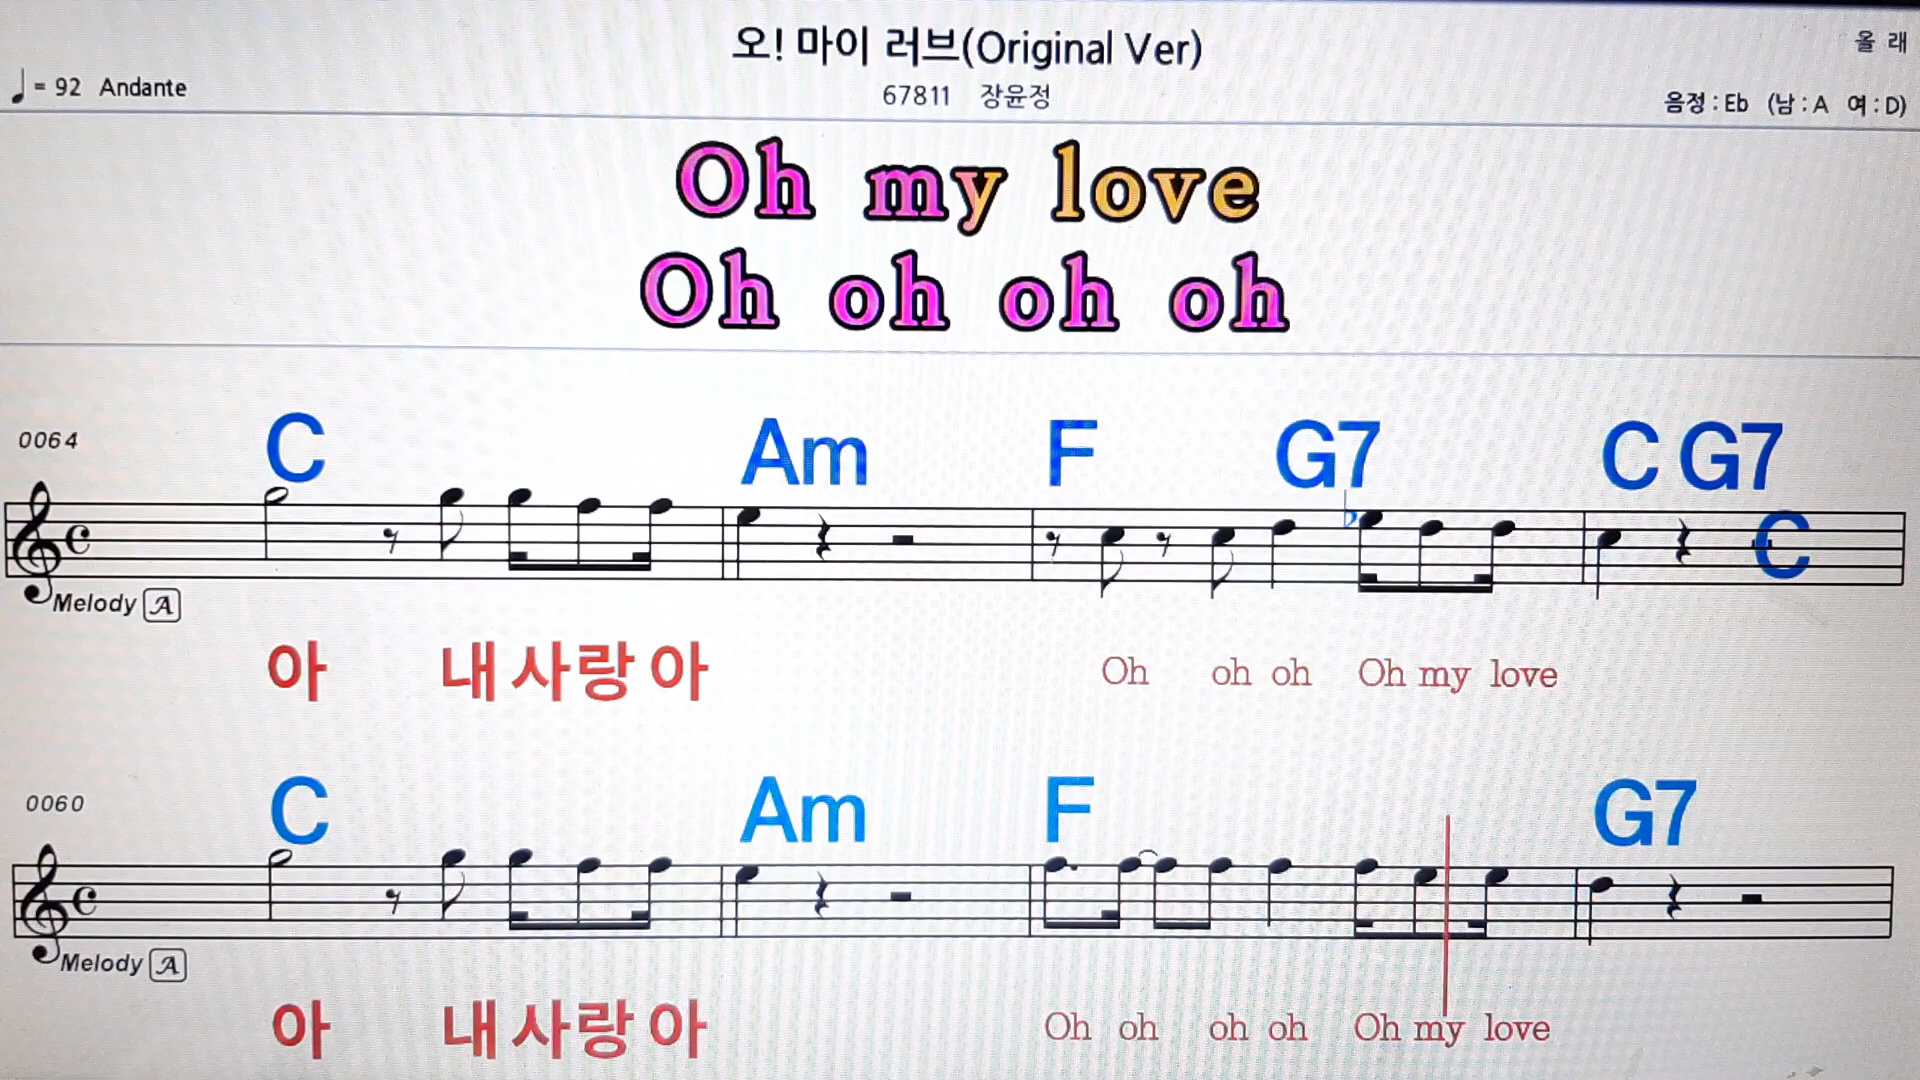 오! 마이 러브(Original Ver)
올 래
♩= 92 Andante
67811 장윤정
음정 : Eb (남 : A 여 : D)
Oh my love
Oh oh oh oh
0064
C Am F G7 C G7
C
Melody A
아 내 사랑 아 Oh oh oh Oh my love
0060
C Am F G7
Melody A
아 내 사랑 아 Oh oh oh oh Oh my love